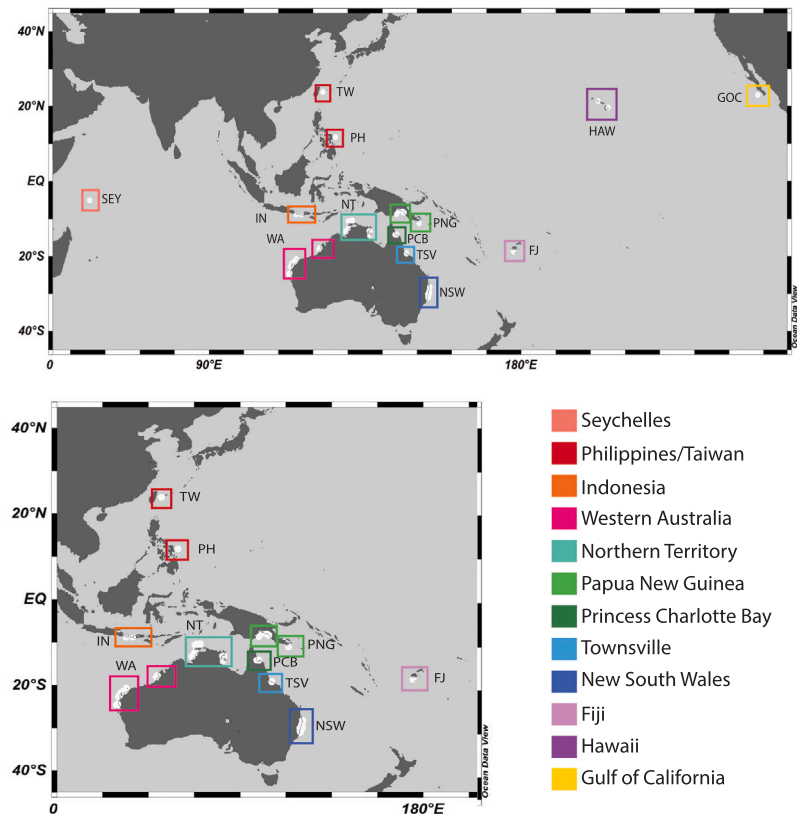 40°N
TW
20°N
GOC
HAW
PH
EQ
SEY
IN
NT
PNG
WA
PCB
FJ
TSV
20°S
NSW
40°S
Ocean Data View
0
90°E
180°E
40°N
TW
20°N
PH
EQ
IN
NT
PNG
WA
PCB
FJ
TSV
20°S
NSW
40°S
Ocean Data View
0
180°E
Seychelles
Philippines/Taiwan
Indonesia
Western Australia
Northern Territory
Papua New Guinea
Princess Charlotte Bay
Townsville
New South Wales
Fiji
Hawaii
Gulf of California